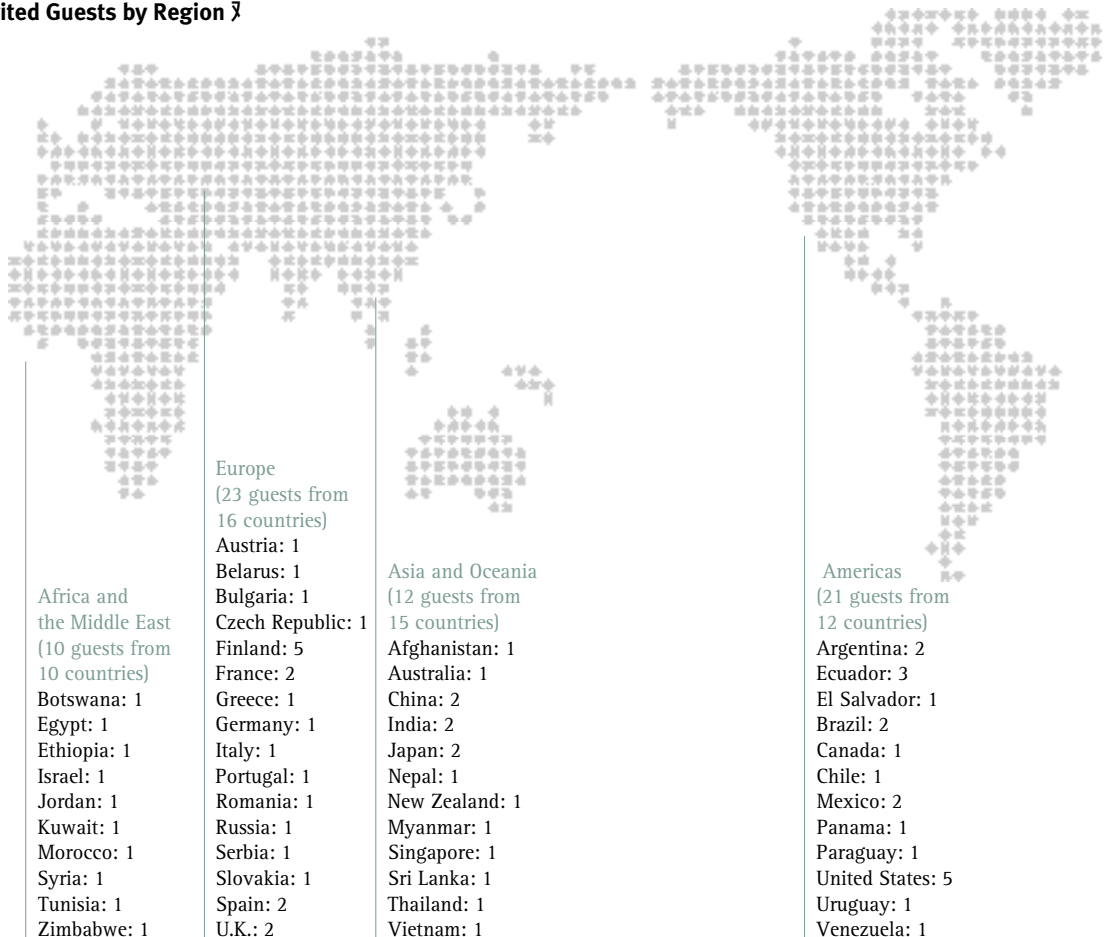 ited Guests by Region
Africa and
the Middle East
(10 guests from
10 countries)
Botswana: 1
Egypt: 1
Ethiopia: 1
Israel: 1
Jordan: 1
Kuwait: 1
Morocco: 1
Syria: 1
Tunisia: 1
Zimbabwe: 1
Europe
(23 guests from
16 countries)
Austria: 1
Belarus: 1
Bulgaria: 1
Czech Republic: 1
Finland: 5
France: 2
Greece: 1
Germany: 1
Italy: 1
Portugal: 1
Romania: 1
Russia: 1
Serbia: 1
Slovakia: 1
Spain: 2
U.K.: 2
Asia and Oceania
(12 guests from
15 countries)
Afghanistan: 1
Australia: 1
China: 2
India: 2
Japan: 2
Nepal: 1
New Zealand: 1
Myanmar: 1
Singapore: 1
Sri Lanka: 1
Thailand: 1
Vietnam: 1
Americas
(21 guests from
12 countries)
Argentina: 2
Ecuador: 3
El Salvador: 1
Brazil: 2
Canada: 1
Chile: 1
Mexico: 2
Panama: 1
Paraguay: 1
United States: 5
Uruguay: 1
Venezuela: 1